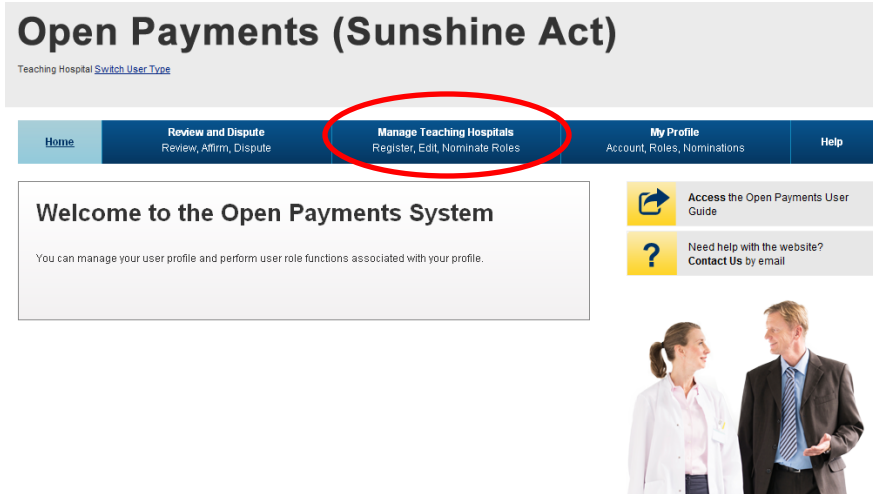 Open Payments (Sunshine Act)
Teaching Hospital Switch User Type
Home
Review and Dispute
Review, Affirm, Dispute
Manage Teaching Hospitals
Register, Edit, Nominate Roles
My Profile
Account, Roles, Nominations
Help
Welcome to the Open Payments System
You can manage your user profile and perform user role functions associated with your profile.
Access the Open Payments User
Guide
?
Need help with the website?
Contact Us by email